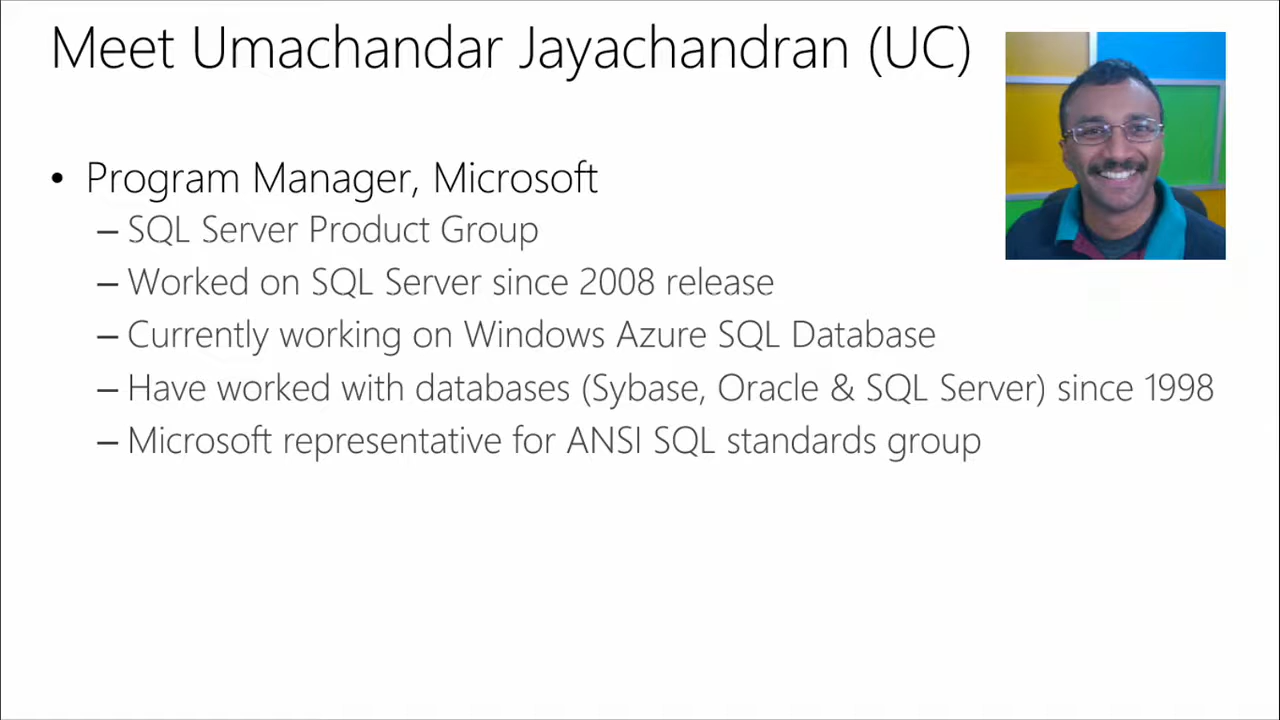 Meet Umachandar Jayachandran (UC)
• Program Manager, Microsoft
– SQL Server Product Group
– Worked on SQL Server since 2008 release
– Currently working on Windows Azure SQL Database
– Have worked with databases (Sybase, Oracle & SQL Server) since 1998
– Microsoft representative for ANSI SQL standards group